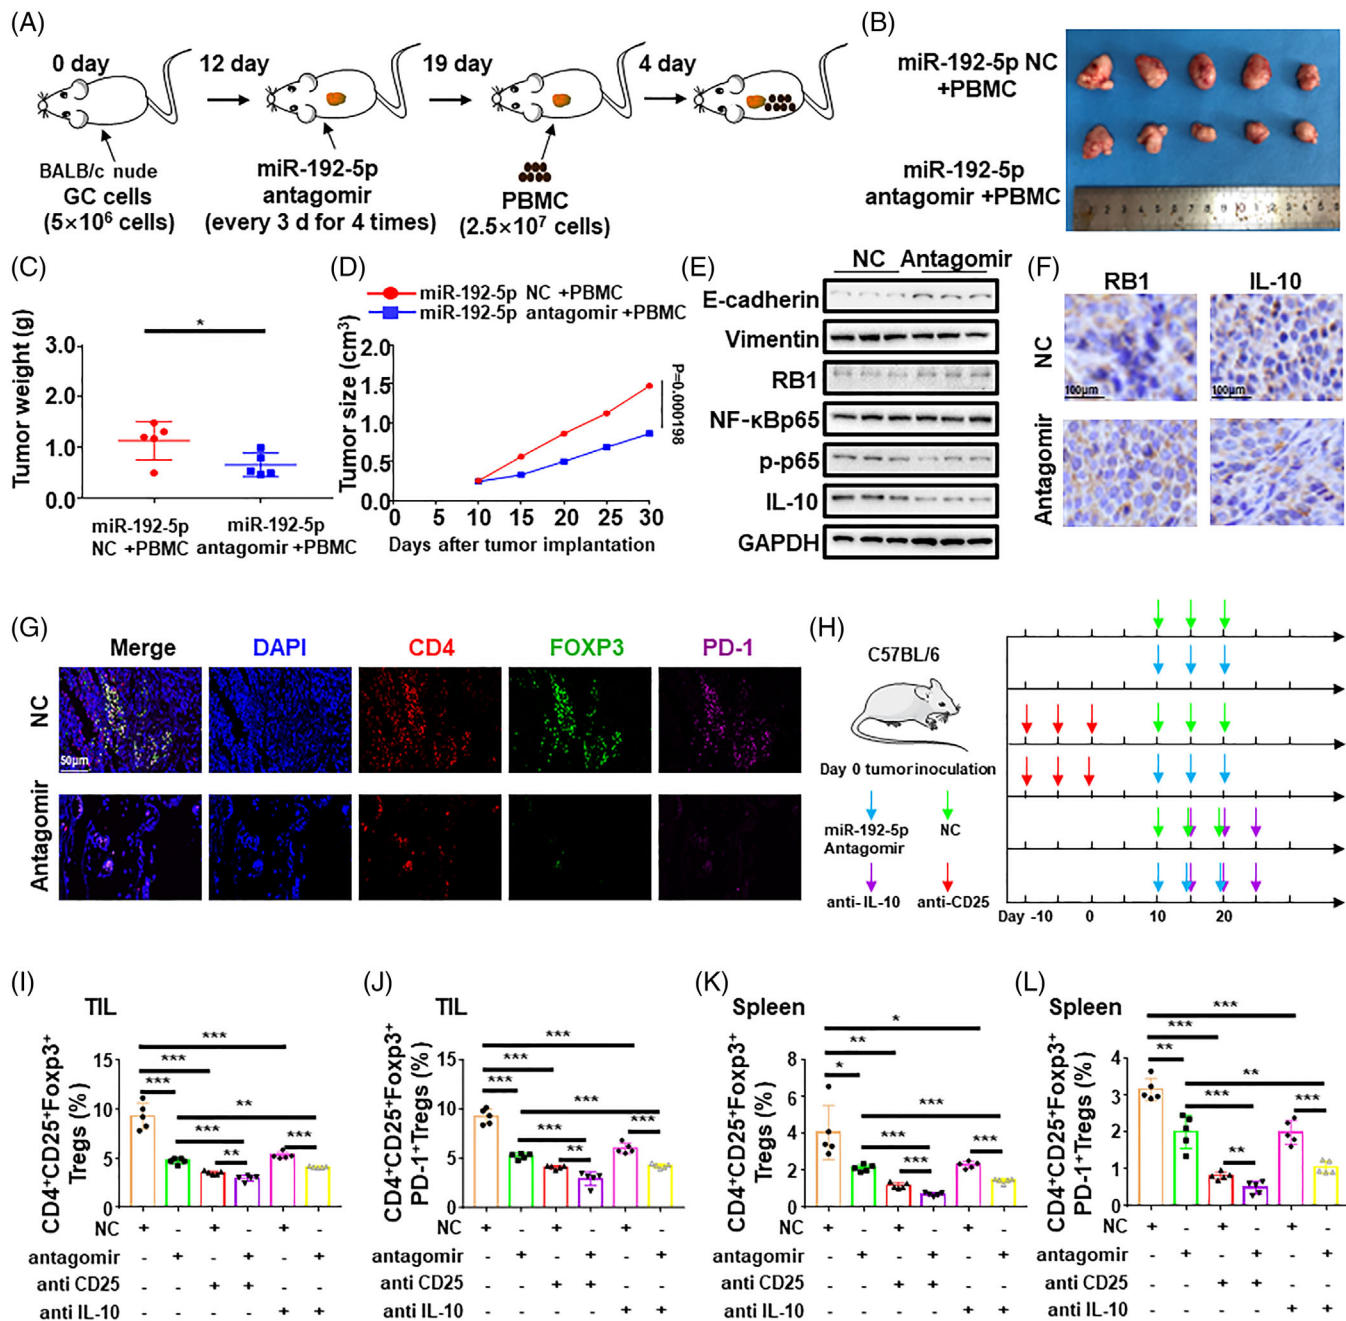 (A)
0 day
12 day
19 day
4 day
BALB/c nude
GC cells
(5×10⁶ cells)
miR-192-5p
antagomir
(every 3 d for 4 times)
PBMC
(2.5×10⁷ cells)
(B)
miR-192-5p NC
+PBMC
miR-192-5p
antagomir +PBMC
(C)
Tumor weight (g)
3.0
2.0
1.0
0.0
*
miR-192-5p
NC +PBMC
miR-192-5p
antagomir +PBMC
(D)
miR-192-5p NC +PBMC
miR-192-5p antagomir +PBMC
Tumor size (cm³)
2.0
1.5
1.0
0.5
0.0
0 5 10 15 20 25 30
Days after tumor implantation
P=0.000198
(E)
NC Antagomir
E-cadherin
Vimentin
RB1
NF-κBp65
p-p65
IL-10
GAPDH
(F)
RB1 IL-10
NC
100μm 100μm
Antagomir
(G)
Merge DAPI CD4 FOXP3 PD-1
NC
50μm
Antagomir
(H)
C57BL/6
Day 0 tumor inoculation
miR-192-5p
Antagomir
NC
anti-IL-10
anti-CD25
Day -10 0 10 20
(I)
TIL
CD4⁺CD25⁺Foxp3⁺
Tregs (%)
15
10
5
0
***
***
***
**
***
**
***
NC + - + - + -
antagomir - + - + - +
anti CD25 - - + + - -
anti IL-10 - - - - + +
(J)
TIL
CD4⁺CD25⁺Foxp3⁺
PD-1⁺Tregs (%)
15
10
5
0
***
***
***
***
***
**
***
NC + - + - + -
antagomir - + - + - +
anti CD25 - - + + - -
anti IL-10 - - - - + +
(K)
Spleen
CD4⁺CD25⁺Foxp3⁺
Tregs (%)
8
6
4
2
0
*
**
*
***
***
***
***
NC + - + - + -
antagomir - + - + - +
anti CD25 - - + + - -
anti IL-10 - - - - + +
(L)
Spleen
CD4⁺CD25⁺Foxp3⁺
PD-1⁺Tregs (%)
4
3
2
1
0
***
***
**
**
***
***
**
NC + - + - + -
antagomir - + - + - +
anti CD25 - - + + - -
anti IL-10 - - - - + +